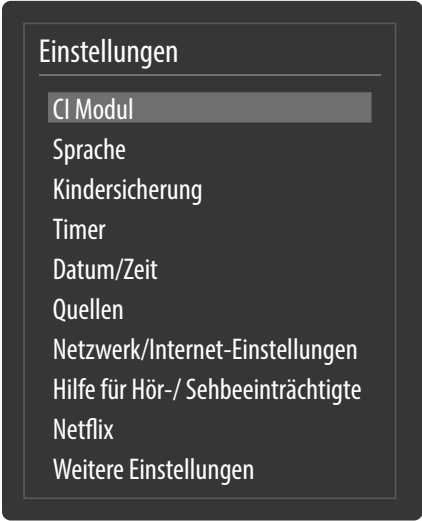 Einstellungen
CI Modul
Sprache
Kindersicherung
Timer
Datum/Zeit
Quellen
Netzwerk/Internet-Einstellungen
Hilfe für Hör-/ Sehbeeinträchtigte
Netflix
Weitere Einstellungen